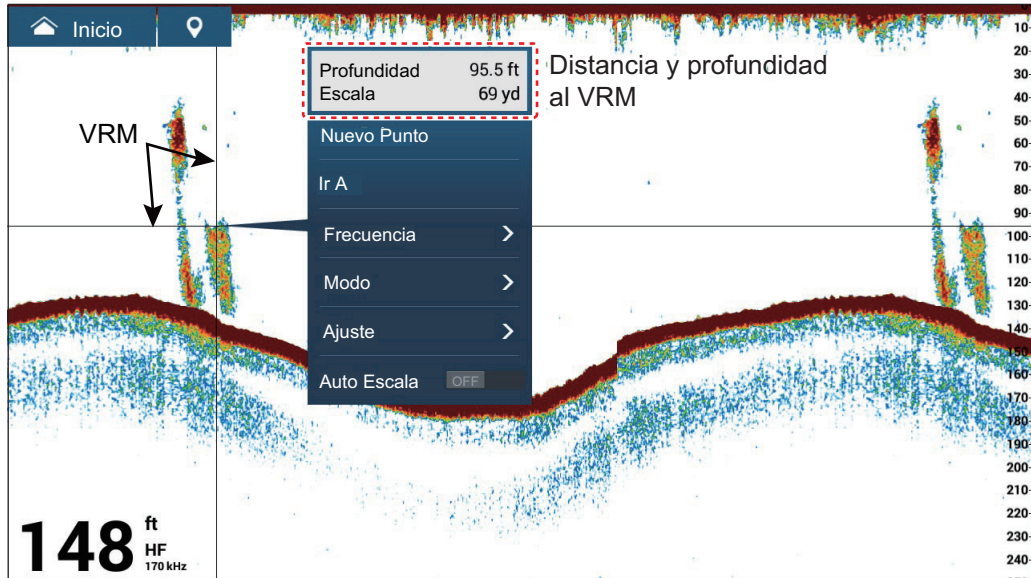 Inicio
Profundidad 95.5 ft
Escala 69 yd
Distancia y profundidad
al VRM
VRM
Nuevo Punto
Ir A
Frecuencia
Modo
Ajuste
Auto Escala OFF
10
20
30
40
50
60
70
80
90
100
110
120
130
140
150
160
170
180
190
200
210
220
230
240
148 ft
HF
170 kHz